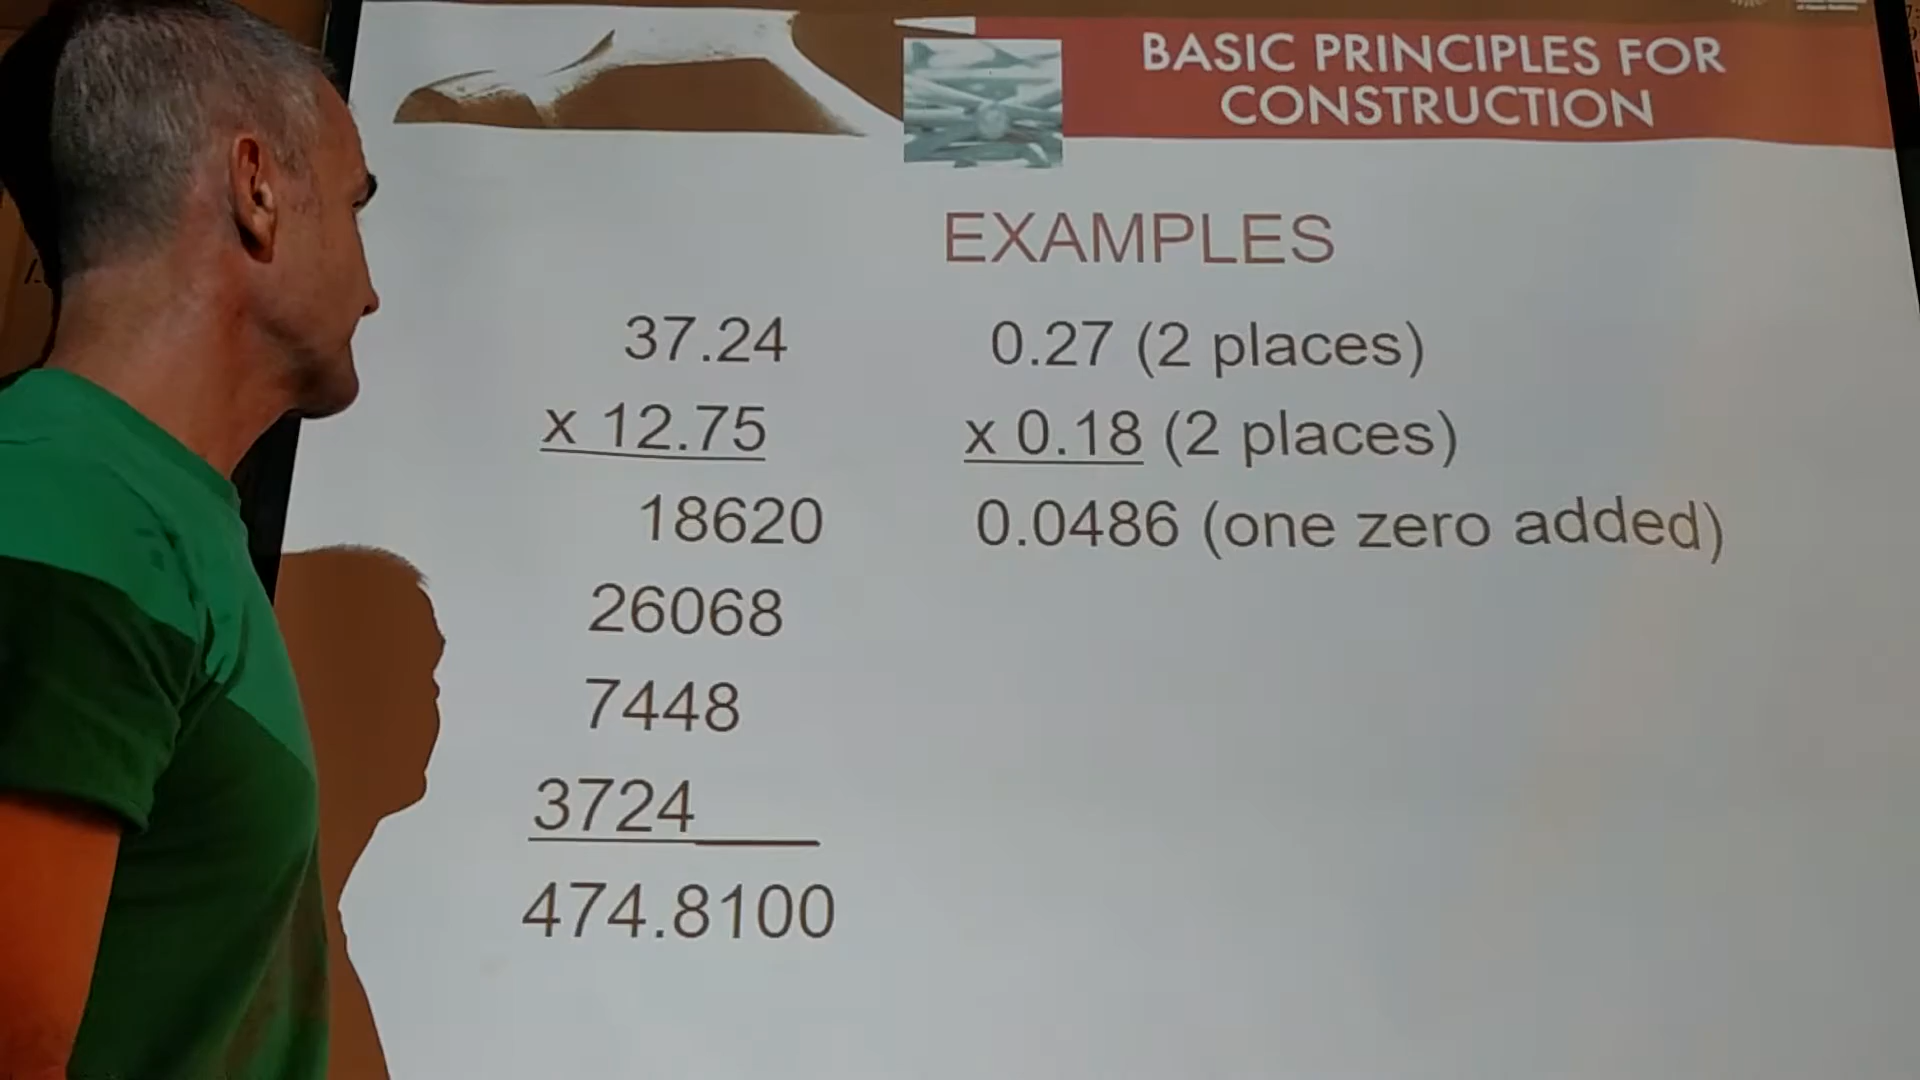 BASIC PRINCIPLES FOR
CONSTRUCTION
EXAMPLES
37.24
x 12.75
18620
26068
7448
3724
474.8100
0.27 (2 places)
x 0.18 (2 places)
0.0486 (one zero added)